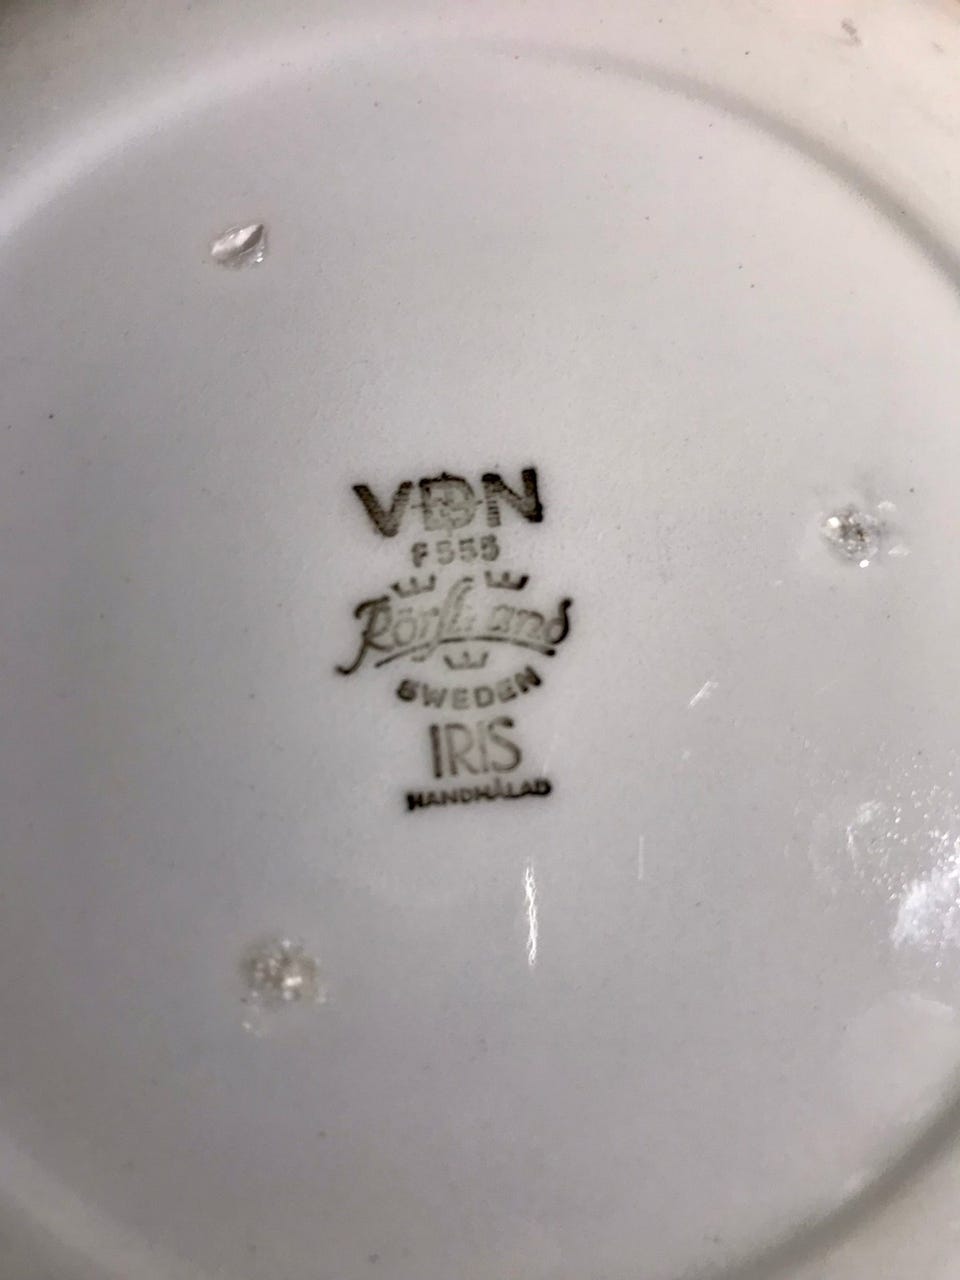 VDN
F555
Rörstrand
SWEDEN
IRIS
HANDMÅLAD